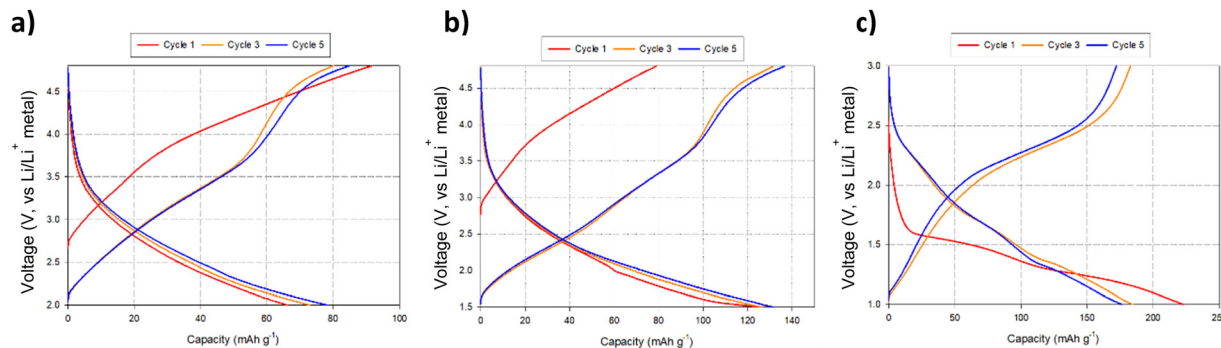 a)
b)
c)
Cycle 1 Cycle 3 Cycle 5
Cycle 1 Cycle 3 Cycle 5
Cycle 1 Cycle 3 Cycle 5
Voltage (V, vs Li/Li+ metal)
4.5
4.0
3.5
3.0
2.5
2.0
0 20 40 60 80 100
Capacity (mAh g-1)
Voltage (V, vs Li/Li+ metal)
4.5
4.0
3.5
3.0
2.5
2.0
1.5
0 20 40 60 80 100 120 140
Capacity (mAh g-1)
Voltage (V, vs Li/Li+ metal)
3.0
2.5
2.0
1.5
1.0
0 50 100 150 200 250
Capacity (mAh g-1)